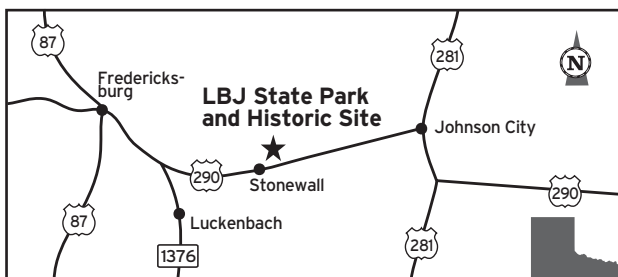 87
281
N
Fredericks-
burg
LBJ State Park
and Historic Site
Johnson City
290
Stonewall
290
87
Luckenbach
281
1376